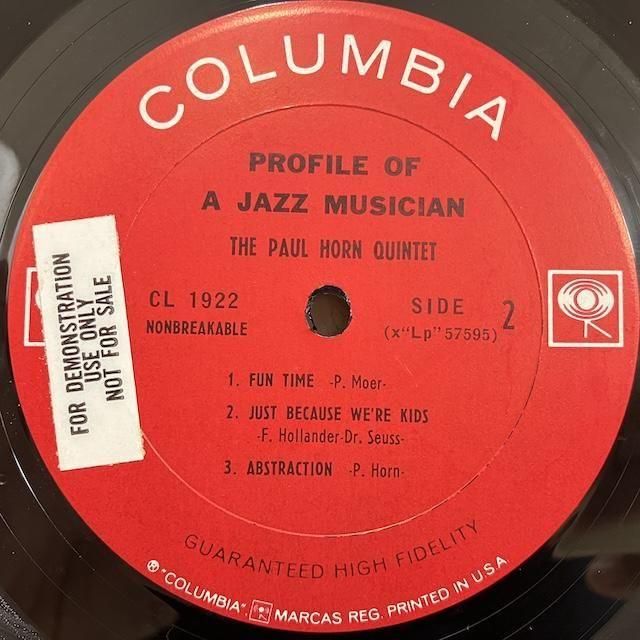 COLUMBIA
PROFILE OF
A JAZZ MUSICIAN
THE PAUL HORN QUINTET
CL 1922
NONBREAKABLE
SIDE 2
(x"Lp" 57595)
1. FUN TIME -P. Moer-
2. JUST BECAUSE WE'RE KIDS
-F. Hollander-Dr. Seuss-
3. ABSTRACTION -P. Horn-
FOR DEMONSTRATION
USE ONLY
NOT FOR SALE
GUARANTEED HIGH FIDELITY
® "COLUMBIA", MARCAS REG. PRINTED IN U.S.A.